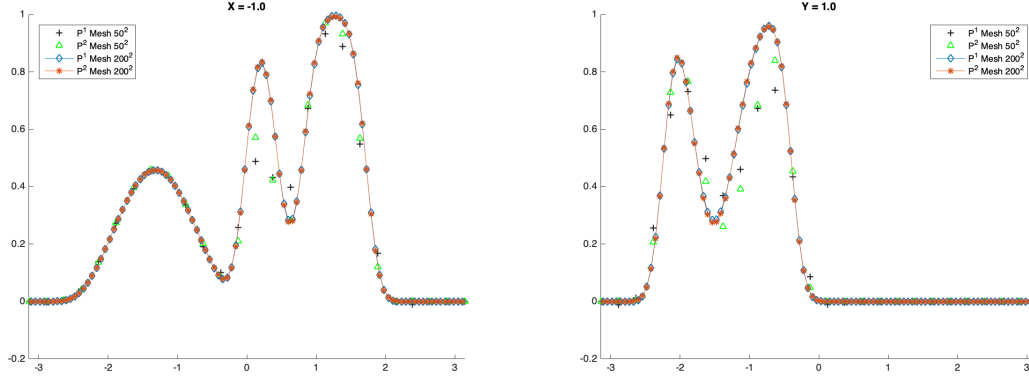 X = -1.0
P¹ Mesh 50²
P² Mesh 50²
P¹ Mesh 200²
P² Mesh 200²
1
0.8
0.6
0.4
0.2
0
-0.2
-3 -2 -1 0 1 2 3
Y = 1.0
P¹ Mesh 50²
P² Mesh 50²
P¹ Mesh 200²
P² Mesh 200²
1
0.8
0.6
0.4
0.2
0
-0.2
-3 -2 -1 0 1 2 3